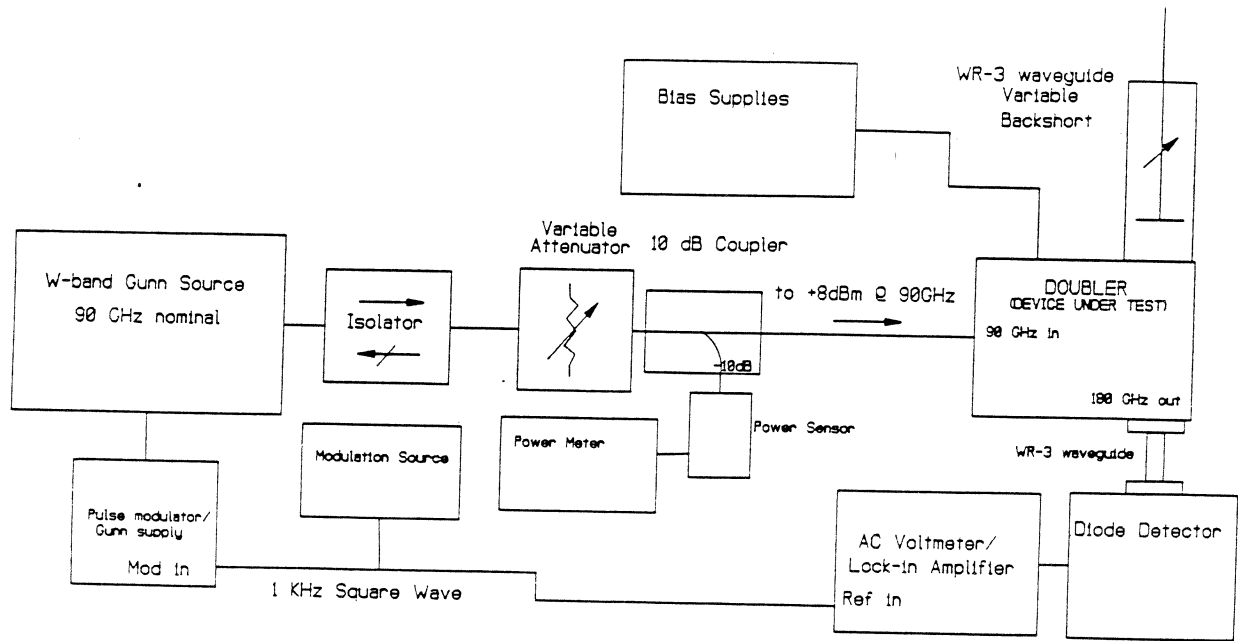 WR-3 waveguide
Variable
Backshort
Bias Supplies
Variable
Attenuator
10 dB Coupler
W-band Gunn Source
90 GHz nominal
Isolator
to +8dBm @ 90GHz
-10dB
DOUBLER
(DEVICE UNDER TEST)
90 GHz in
180 GHz out
Power Sensor
Power Meter
Modulation Source
WR-3 waveguide
Pulse modulator/
Gunn supply
Mod in
1 KHz Square Wave
AC Voltmeter/
Lock-in Amplifier
Ref in
Diode Detector